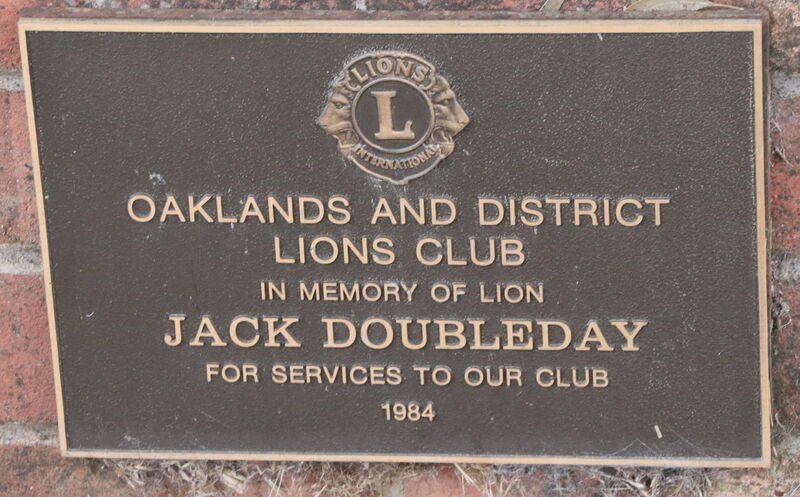 LIONS
L
INTERNATIONAL
OAKLANDS AND DISTRICT
LIONS CLUB
IN MEMORY OF LION
JACK DOUBLEDAY
FOR SERVICES TO OUR CLUB
1984